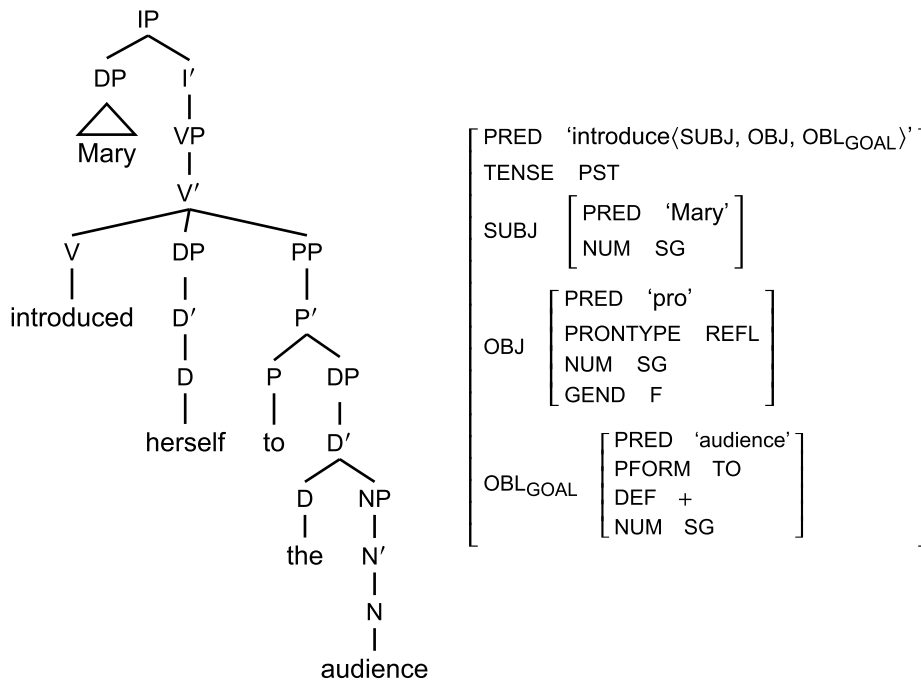 IP
DP I′
Mary
VP
V′
V DP PP
introduced D′ P′
D P DP
herself to D′
D NP
the N′
N
audience
PRED ‘introduce⟨SUBJ, OBJ, OBL_GOAL⟩’
TENSE PST
SUBJ
PRED ‘Mary’
NUM SG
OBJ
PRED ‘pro’
PRONTYPE REFL
NUM SG
GEND F
OBL_GOAL
PRED ‘audience’
PFORM TO
DEF +
NUM SG